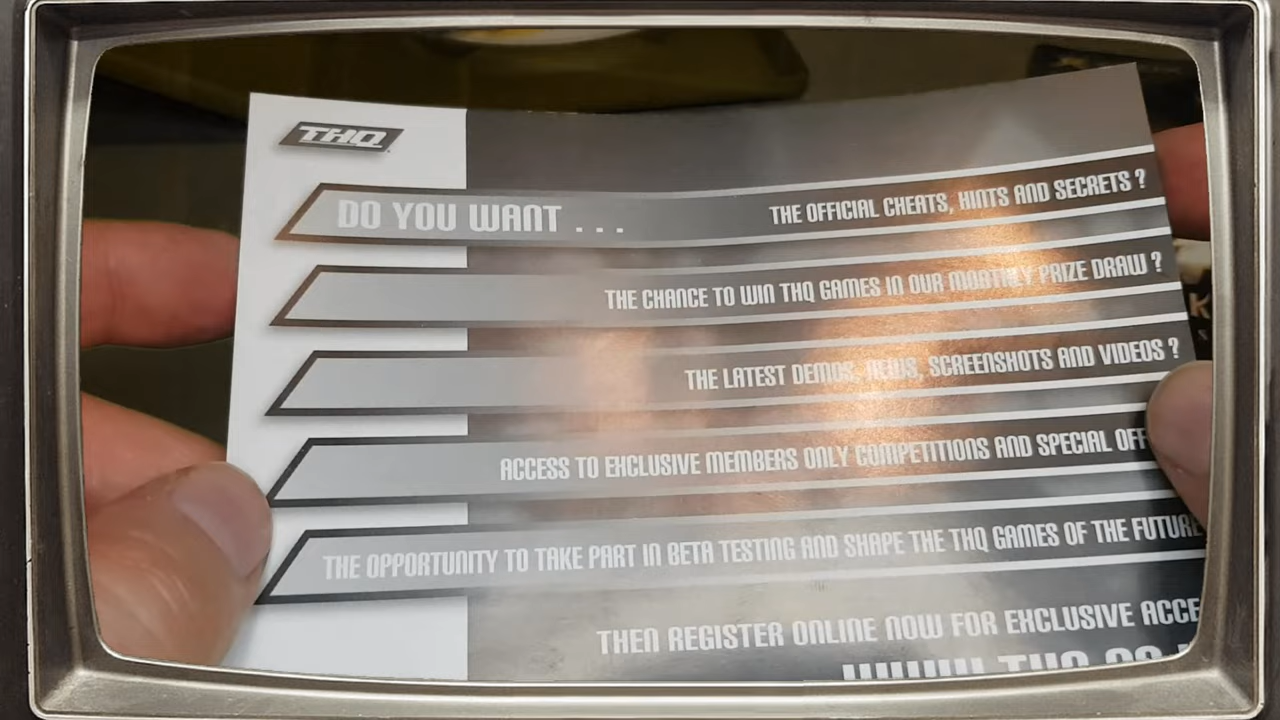 THQ
DO YOU WANT . . . THE OFFICIAL CHEATS, HINTS AND SECRETS ?
THE CHANCE TO WIN THQ GAMES IN OUR MONTHLY PRIZE DRAW ?
THE LATEST DEMOS, NEWS, SCREENSHOTS AND VIDEOS ?
ACCESS TO EXCLUSIVE MEMBERS ONLY COMPETITIONS AND SPECIAL OFF
THE OPPORTUNITY TO TAKE PART IN BETA TESTING AND SHAPE THE THQ GAMES OF THE FUTURE
THEN REGISTER ONLINE NOW FOR EXCLUSIVE ACCE